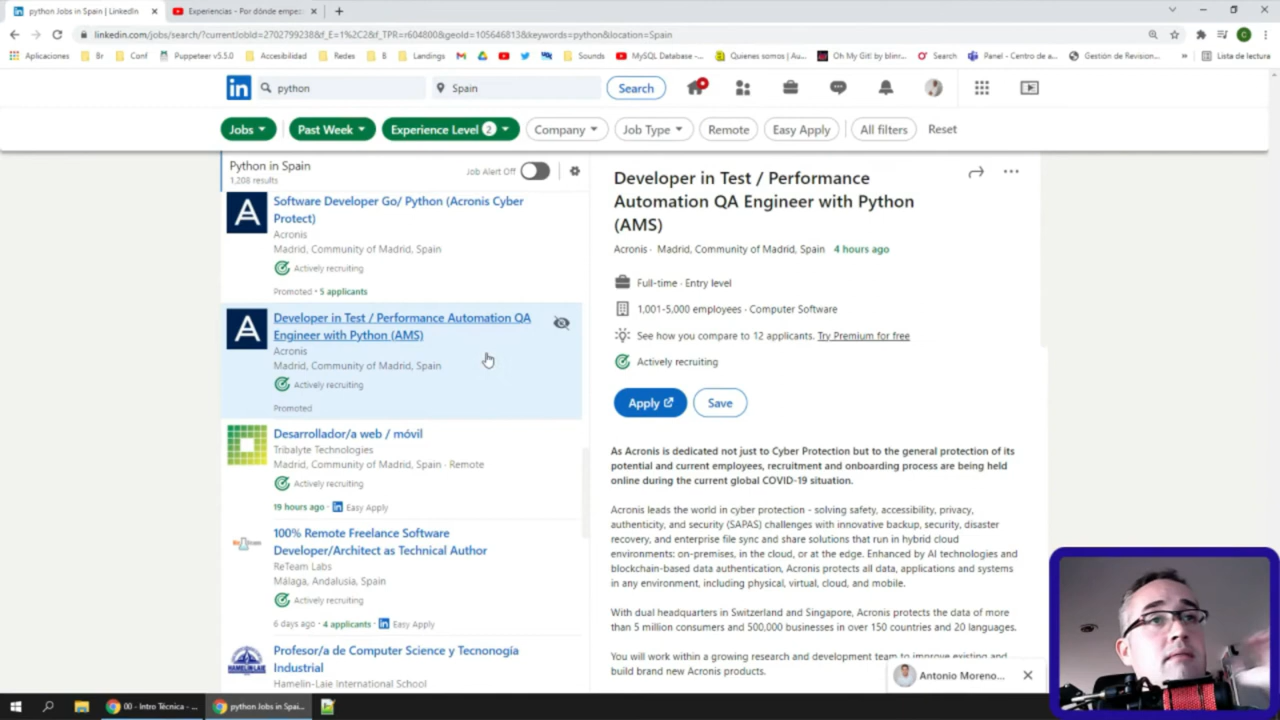 python Jobs in Spain | LinkedIn
Experiencias - Por dónde empe:
linkedin.com/jobs/search/?currentJobId=2702799238&f_E=1%2C2&f_TPR=r604800&geoId=105646813&keywords=python&location=Spain
Aplicaciones Br Conf Puppeteer v5.5.0 Accesibilidad Redes B Landings Sounds MySQL Database -... Quienes somos | Au... Oh My Git! by blinr... Search Panel - Centro de a... Gestión de Revision... » Lista de lectura
in python Spain Search
Jobs Past Week Experience Level 2 Company Job Type Remote Easy Apply All filters Reset
Python in Spain
1,208 results
Job Alert Off
Software Developer Go/ Python (Acronis Cyber
Protect)
Acronis
Madrid, Community of Madrid, Spain
Actively recruiting
Promoted · 5 applicants
Developer in Test / Performance Automation QA
Engineer with Python (AMS)
Acronis
Madrid, Community of Madrid, Spain
Actively recruiting
Promoted
Desarrollador/a web / móvil
Tribalyte Technologies
Madrid, Community of Madrid, Spain · Remote
Actively recruiting
19 hours ago · in Easy Apply
100% Remote Freelance Software
Developer/Architect as Technical Author
ReTeam Labs
Málaga, Andalusia, Spain
Actively recruiting
6 days ago · 4 applicants · in Easy Apply
Profesor/a de Computer Science y Tecnonogía
Industrial
Hamelin-Laie International School
Developer in Test / Performance
Automation QA Engineer with Python
(AMS)
Acronis · Madrid, Community of Madrid, Spain 4 hours ago
Full-time · Entry level
1,001-5,000 employees · Computer Software
See how you compare to 12 applicants. Try Premium for free
Actively recruiting
Apply Save
As Acronis is dedicated not just to Cyber Protection but to the general protection of its
potential and current employees, recruitment and onboarding process are being held
online during the current global COVID-19 situation.
Acronis leads the world in cyber protection - solving safety, accessibility, privacy,
authenticity, and security (SAPAS) challenges with innovative backup, security, disaster
recovery, and enterprise file sync and share solutions that run in hybrid cloud
environments: on-premises, in the cloud, or at the edge. Enhanced by AI technologies and
blockchain-based data authentication, Acronis protects all data, applications and systems
in any environment, including physical, virtual, cloud, and mobile.
With dual headquarters in Switzerland and Singapore, Acronis protects the data of more
than 5 million consumers and 500,000 businesses in over 150 countries and 20 languages.
You will work within a growing research and development team to improve existing and
build brand new Acronis products.
Antonio Moreno...
00 - Intro Técnica - ...
python Jobs in Spai...